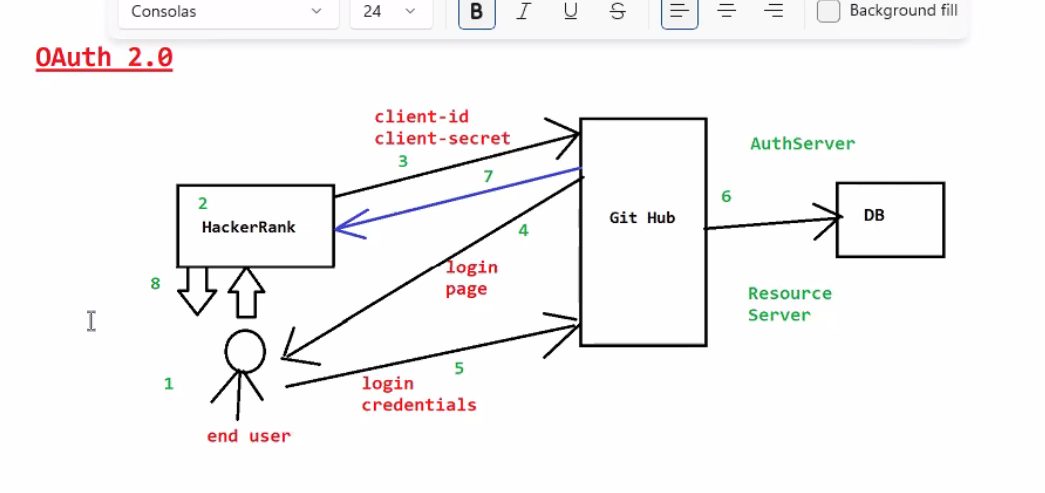 Consolas
24
B
I
U
S
Background fill
OAuth 2.0
client-id
client-secret
3
7
AuthServer
2
HackerRank
Git Hub
6
DB
4
8
login
page
Resource
Server
5
1
login
credentials
end user